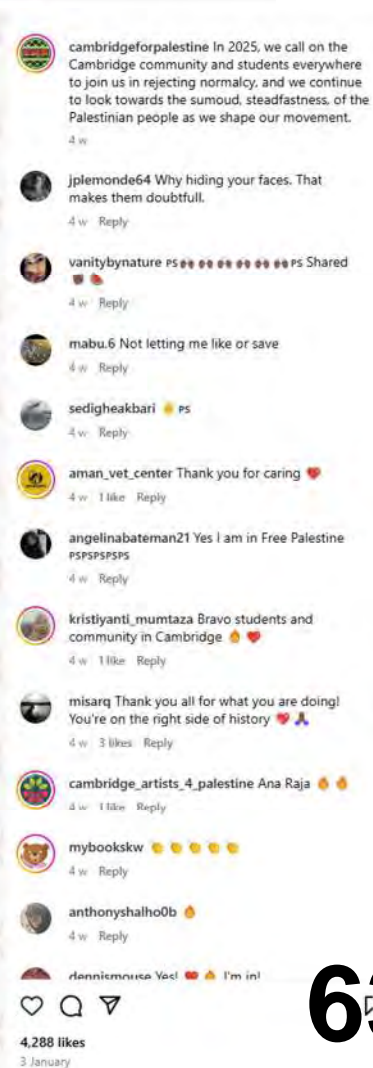 cambridgeforpalestine In 2025, we call on the
Cambridge community and students everywhere
to join us in rejecting normalcy, and we continue
to look towards the sumoud, steadfastness, of the
Palestinian people as we shape our movement.
4 w
jplemonde64 Why hiding your faces. That
makes them doubtfull.
4 w Reply
vanitybynature PS🙌🏾🙌🏾🙌🏾🙌🏾🙌🏾🙌🏾PS Shared
✊🏿🍉
4 w Reply
mabu.6 Not letting me like or save
4 w Reply
sedigheakbari PS
4 w Reply
aman_vet_center Thank you for caring ❤️
4 w 1 like Reply
angelinabateman21 Yes I am in Free Palestine
PSPSPSPSPS
4 w Reply
kristiyanti_mumtaza Bravo students and
community in Cambridge 🔥 ❤️
4 w 1 like Reply
misarq Thank you all for what you are doing!
You're on the right side of history ❤️ 🙏🏾
4 w 3 likes Reply
cambridge_artists_4_palestine Ana Raja 🔥 🔥
4 w 1 like Reply
mybookskw 👏 👏 👏 👏 👏
4 w Reply
anthonyshalho0b 🔥
4 w Reply
dennismouse Yes! ❤️ 🔥 I'm in!
4,288 likes
3 January